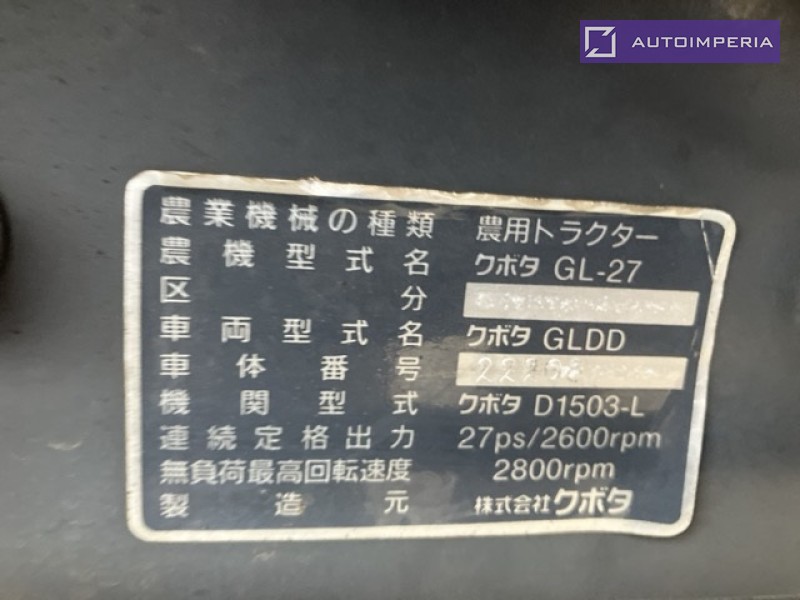 AUTOIMPERIA
農業機械の種類 農用トラクター
農機型式名 クボタ GL-27
区分
車両型式名 クボタ GLDD
車体番号
機関型式 クボタ D1503-L
連続定格出力 27ps/2600rpm
無負荷最高回転速度 2800rpm
製造元 株式会社クボタ